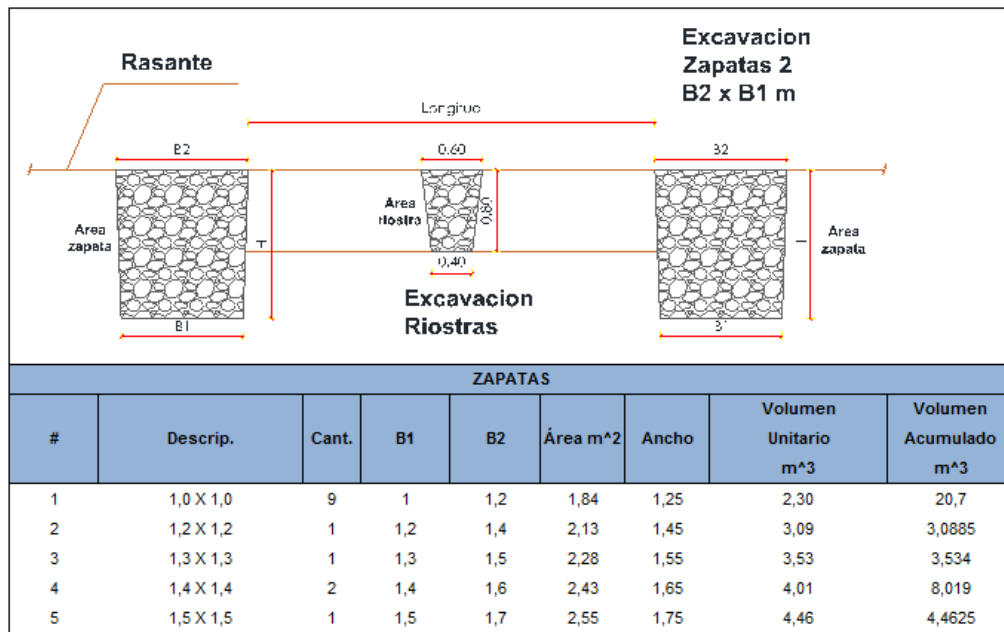 Excavacion
Zapatas 2
B2 x B1 m
Rasante
B2
0.60
B2
Area
zapata
Area
riostra
0.80
Area
zapata
0.40
Excavacion
Riostras
B1
ZAPATAS
# Descrip. Cant. B1 B2 Área m^2 Ancho Volumen Unitario m^3 Volumen Acumulado m^3
1 1,0 X 1,0 9 1 1,2 1,84 1,25 2,30 20,7
2 1,2 X 1,2 1 1,2 1,4 2,13 1,45 3,09 3,0885
3 1,3 X 1,3 1 1,3 1,5 2,28 1,55 3,53 3,534
4 1,4 X 1,4 2 1,4 1,6 2,43 1,65 4,01 8,019
5 1,5 X 1,5 1 1,5 1,7 2,55 1,75 4,46 4,4625